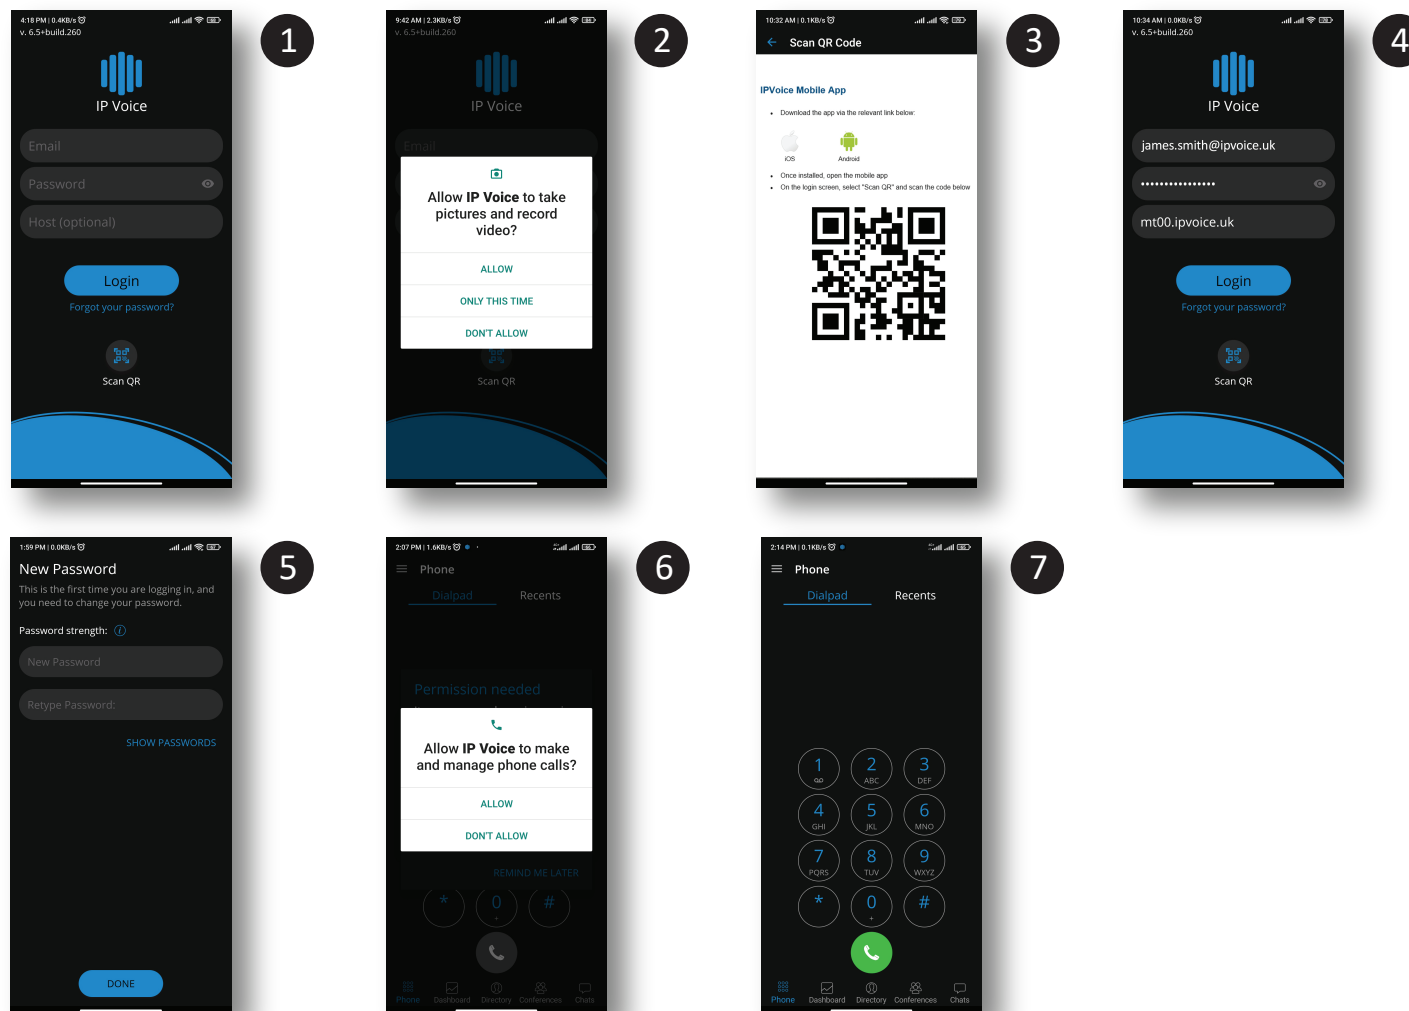 4:18 PM | 0.4KB/s
v. 6.5+build.260
IP Voice
Email
Password
Host (optional)
Login
Forgot your password?
Scan QR
1
9:42 AM | 2.3KB/s
v. 6.5+build.260
IP Voice
Email
Allow IP Voice to take
pictures and record
video?
ALLOW
ONLY THIS TIME
DON'T ALLOW
Scan QR
2
10:32 AM | 0.1KB/s
Scan QR Code
IPVoice Mobile App
• Download the app via the relevant link below:
iOS Android
• Once installed, open the mobile app
• On the login screen, select "Scan QR" and scan the code below
3
10:34 AM | 0.0KB/s
v. 6.5+build.260
IP Voice
james.smith@ipvoice.uk
••••••••••••••••
mt00.ipvoice.uk
Login
Forgot your password?
Scan QR
4
1:59 PM | 0.0KB/s
New Password
This is the first time you are logging in, and
you need to change your password.
Password strength: i
New Password
Retype Password:
SHOW PASSWORDS
DONE
5
2:07 PM | 1.6KB/s
Phone
Dialpad Recents
Permission needed
Allow IP Voice to make
and manage phone calls?
ALLOW
DON'T ALLOW
REMIND ME LATER
* 0 #
+
Phone Dashboard Directory Conferences Chats
6
2:14 PM | 0.1KB/s
Phone
Dialpad Recents
1 2 3
ABC DEF
4 5 6
GHI JKL MNO
7 8 9
PQRS TUV WXYZ
* 0 #
+
Phone Dashboard Directory Conferences Chats
7